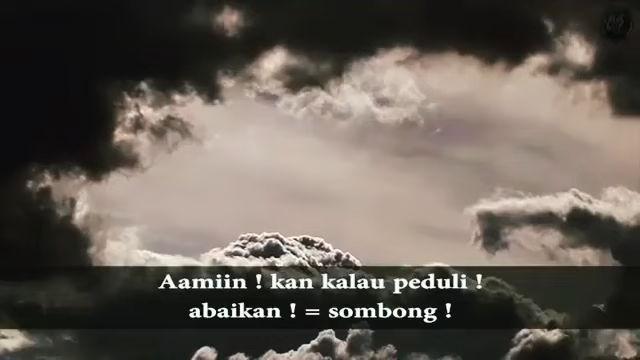 Aamiin ! kan kalau peduli !
abaikan ! = sombong !